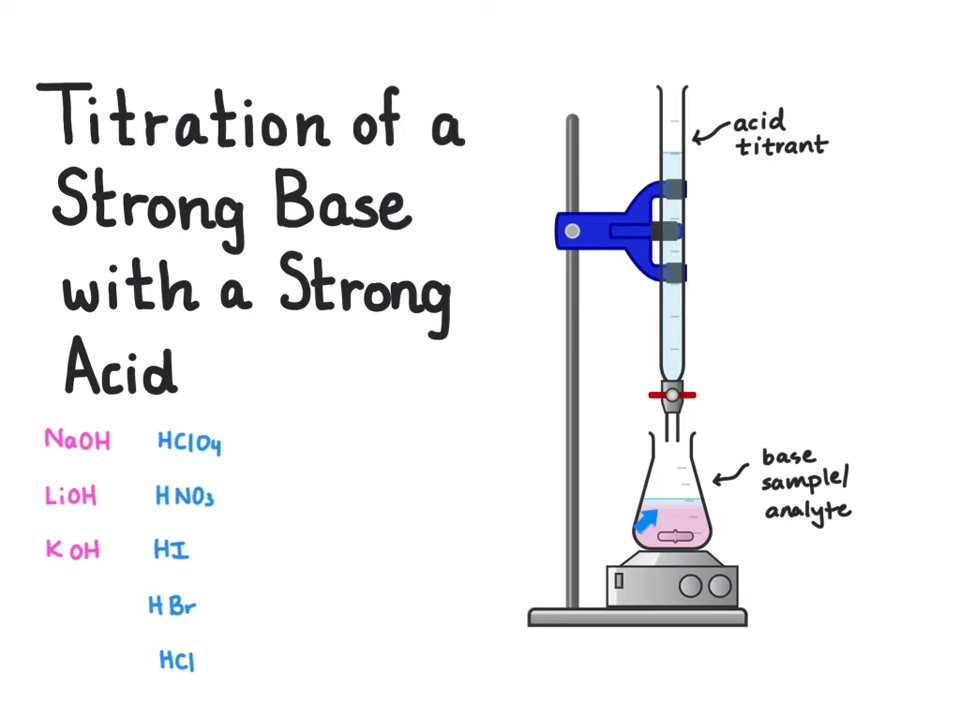 Titration of a
Strong Base
with a Strong
Acid
NaOH HClO4
LiOH HNO3
KOH HI
HBr
HCl
acid
titrant
base
sample/
analyte